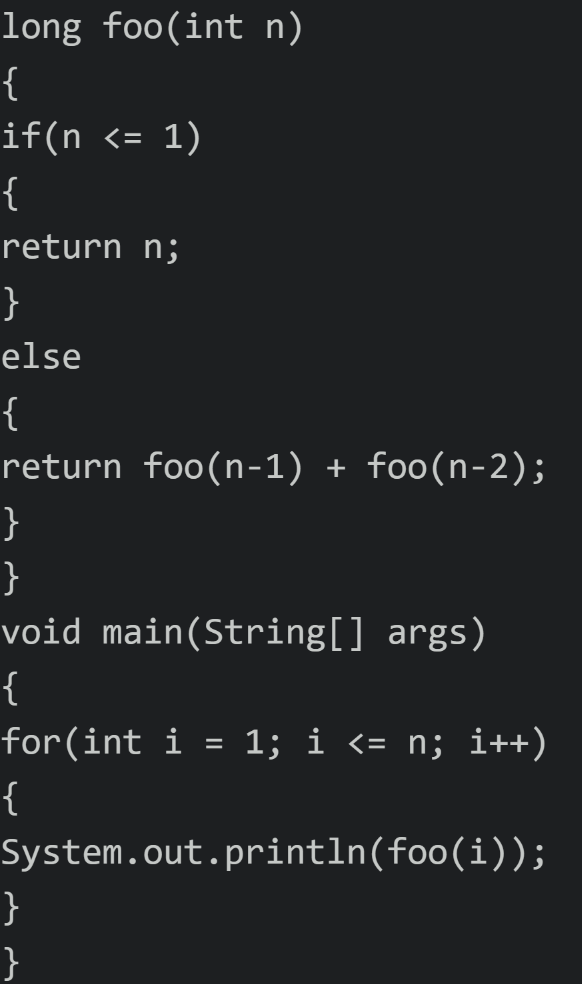 long foo(int n)
{
if(n <= 1)
{
return n;
}
else
{
return foo(n-1) + foo(n-2);
}
}
void main(String[] args)
{
for(int i = 1; i <= n; i++)
{
System.out.println(foo(i));
}
}